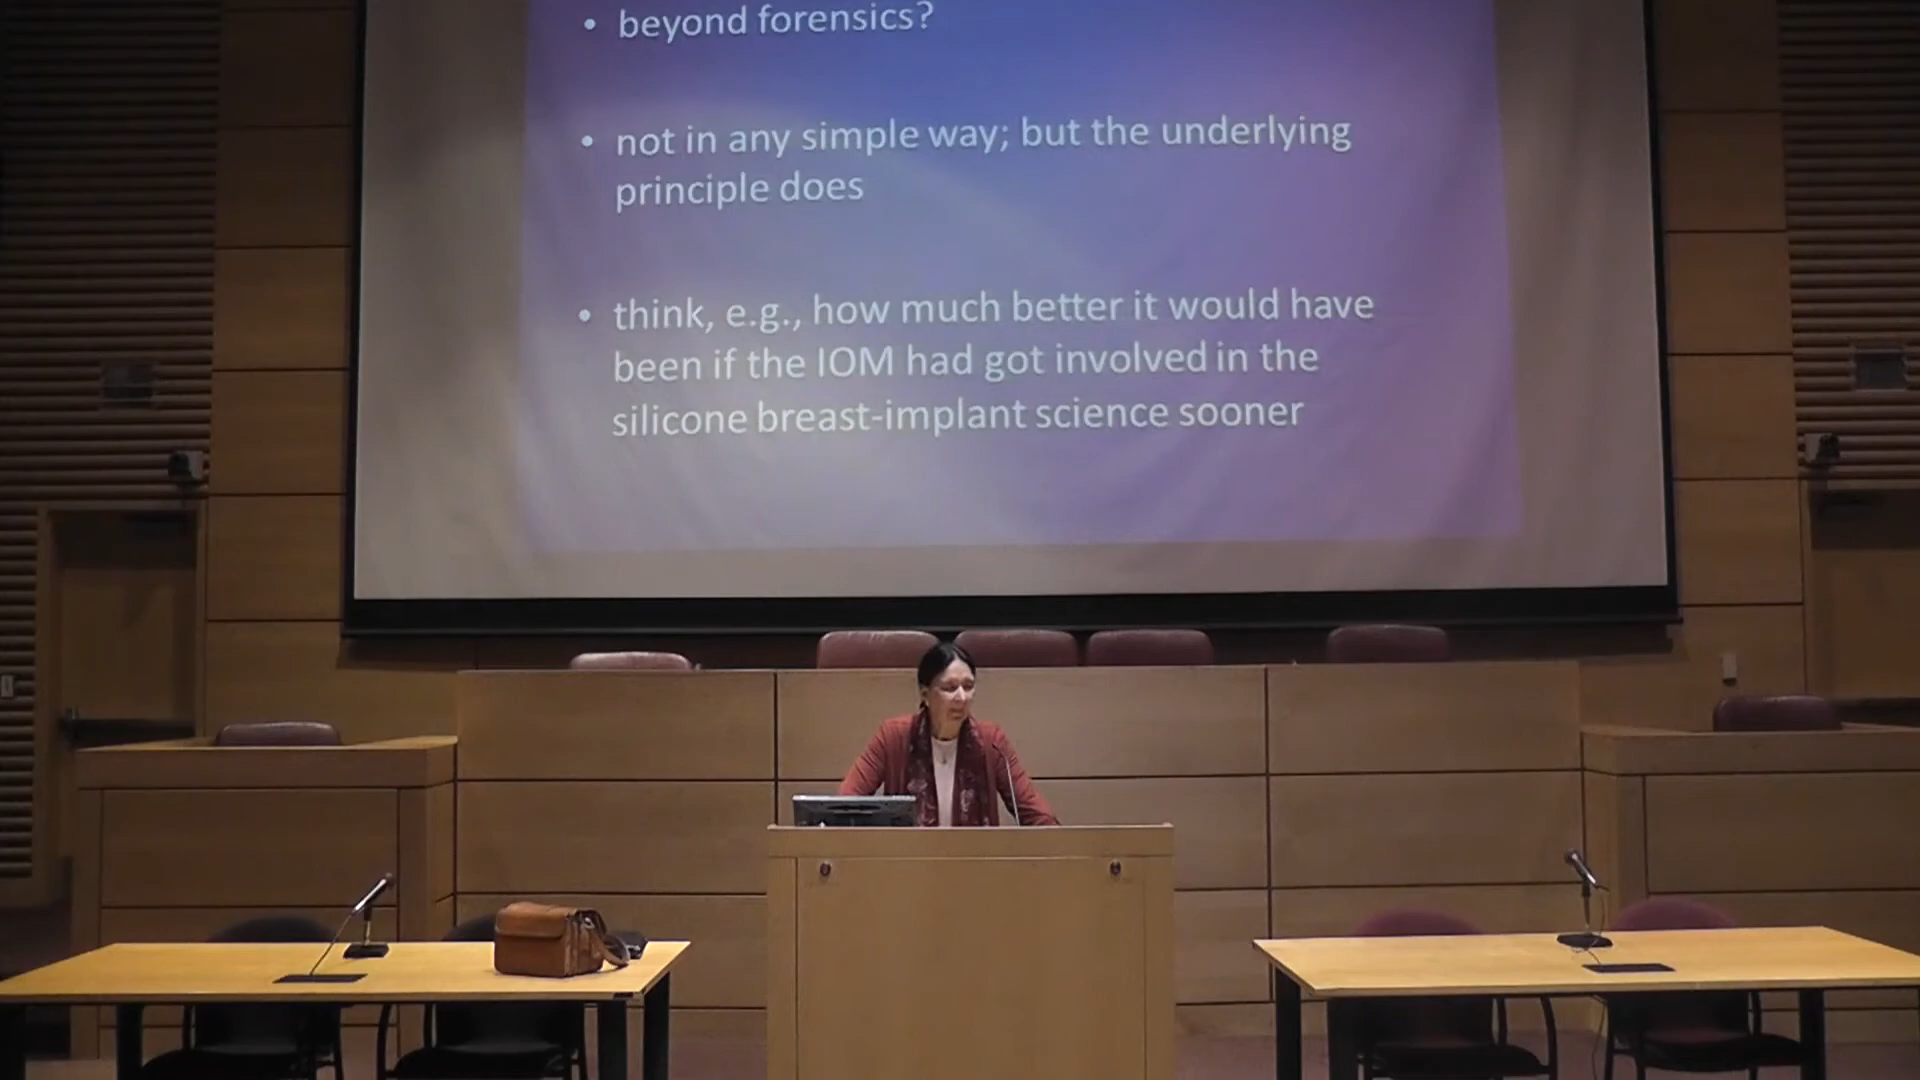 • beyond forensics?
• not in any simple way; but the underlying
principle does
• think, e.g., how much better it would have
been if the IOM had got involved in the
silicone breast-implant science sooner